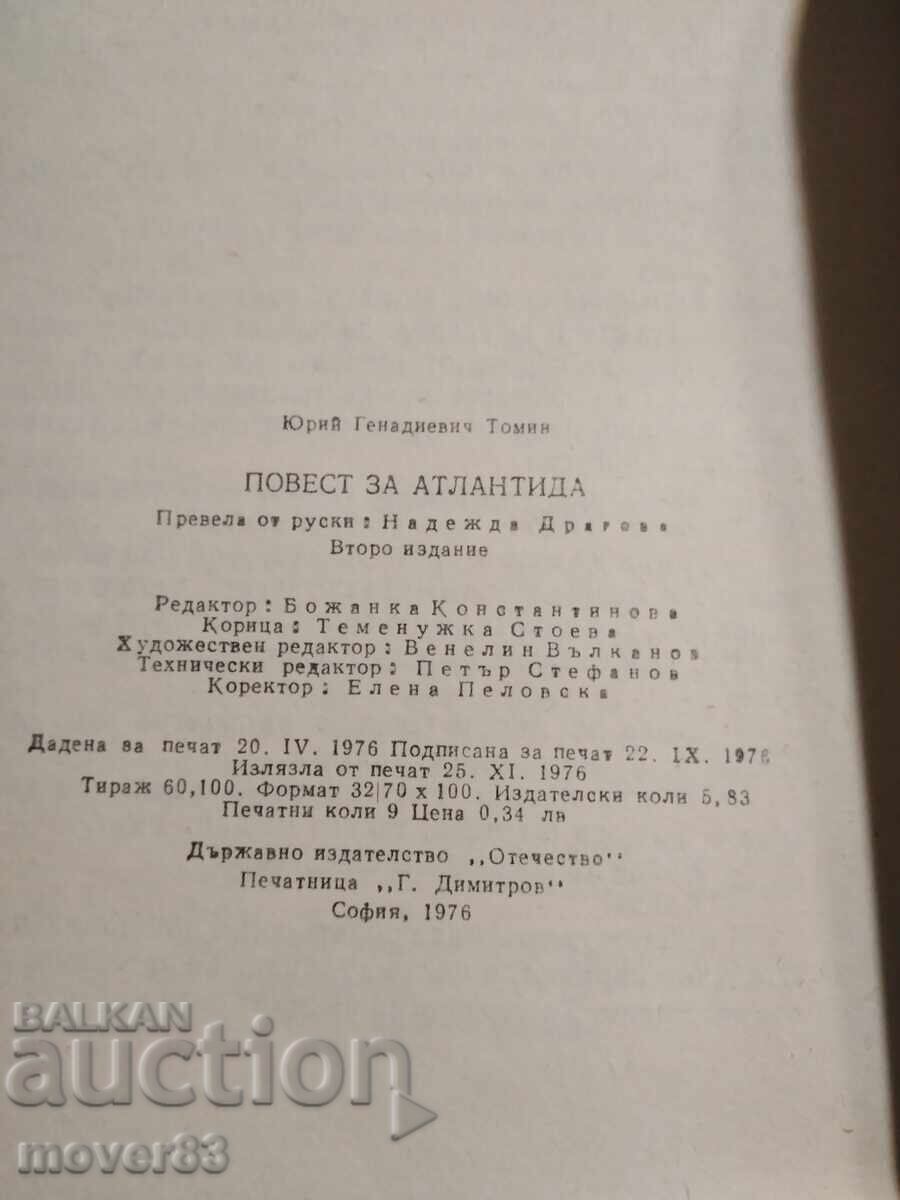 Юрий Генадиевич Томин
ПОВЕСТ ЗА АТЛАНТИДА
Превела от руски: Надежда Драгова
Второ издание
Редактор: Божанка Константинова
Корица: Теменужка Стоева
Художествен редактор: Венелин Вълканов
Технически редактор: Петър Стефанов
Коректор: Елена Пеловска
Дадена за печат 20. IV. 1976 Подписана за печат 22. IX. 1976
Излязла от печат 25. XI. 1976
Тираж 60,100. Формат 32|70 х 100. Издателски коли 5,83
Печатни коли 9 Цена 0,34 лв
Държавно издателство ,,Отечество"
Печатница ,,Г. Димитров"
София, 1976
BALKAN
auction
mover83